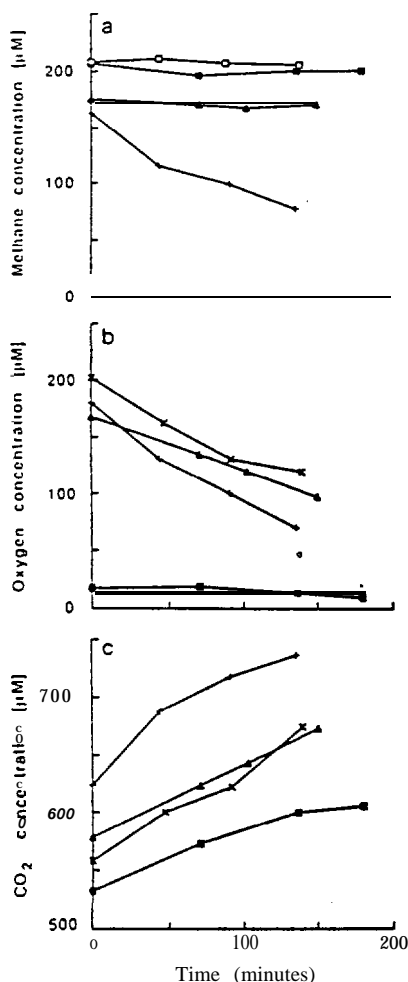 a
Methane concentration [μM]
200
100
0
b
Oxygen concentration [μM]
200
100
0
c
CO₂ concentration [μM]
700
600
500
0
100
200
Time (minutes)